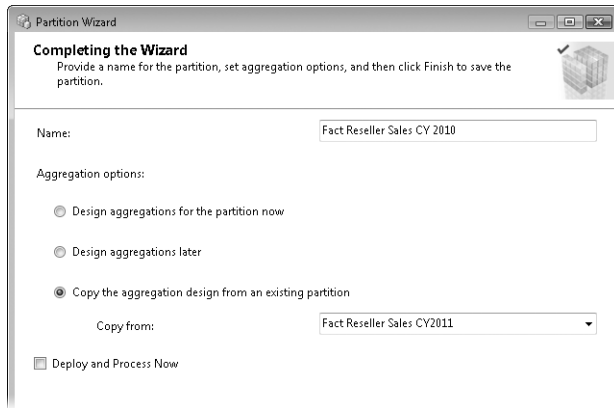 Partition Wizard
Completing the Wizard
Provide a name for the partition, set aggregation options, and then click Finish to save the
partition.
Name:
Fact Reseller Sales CY 2010
Aggregation options:
Design aggregations for the partition now
Design aggregations later
Copy the aggregation design from an existing partition
Copy from:
Fact Reseller Sales CY2011
Deploy and Process Now